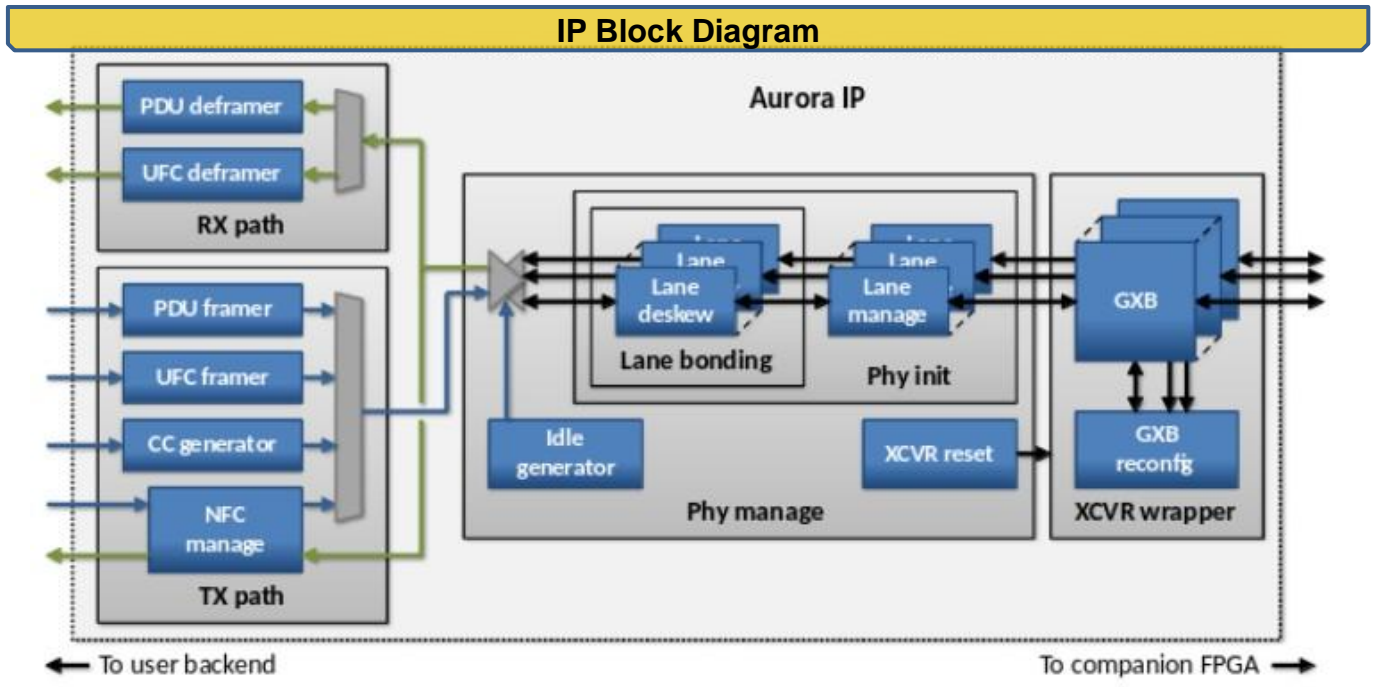 IP Block Diagram
Aurora IP
PDU deframer
UFC deframer
RX path
PDU framer
UFC framer
CC generator
NFC
manage
TX path
Lane
Lane
deskew
Lane bonding
Lane
Lane
manage
Phy init
Idle
generator
XCVR reset
Phy manage
GXB
GXB
reconfig
XCVR wrapper
To user backend
To companion FPGA